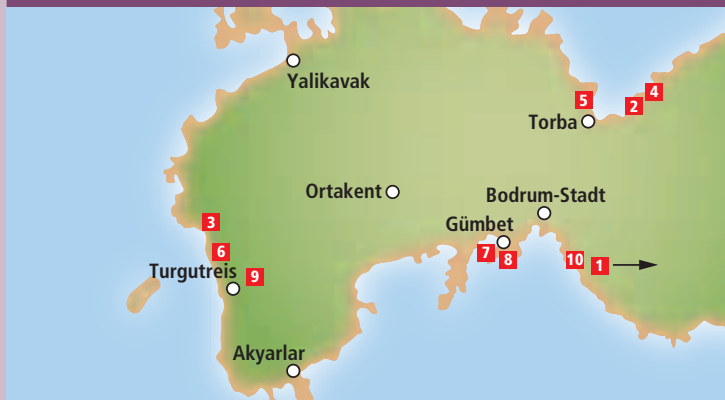 Yalikavak
4
5
2
Torba
Ortakent
Bodrum-Stadt
3
Gümbet
6
7
8
10
1
Turgutreis
9
Akyarlar